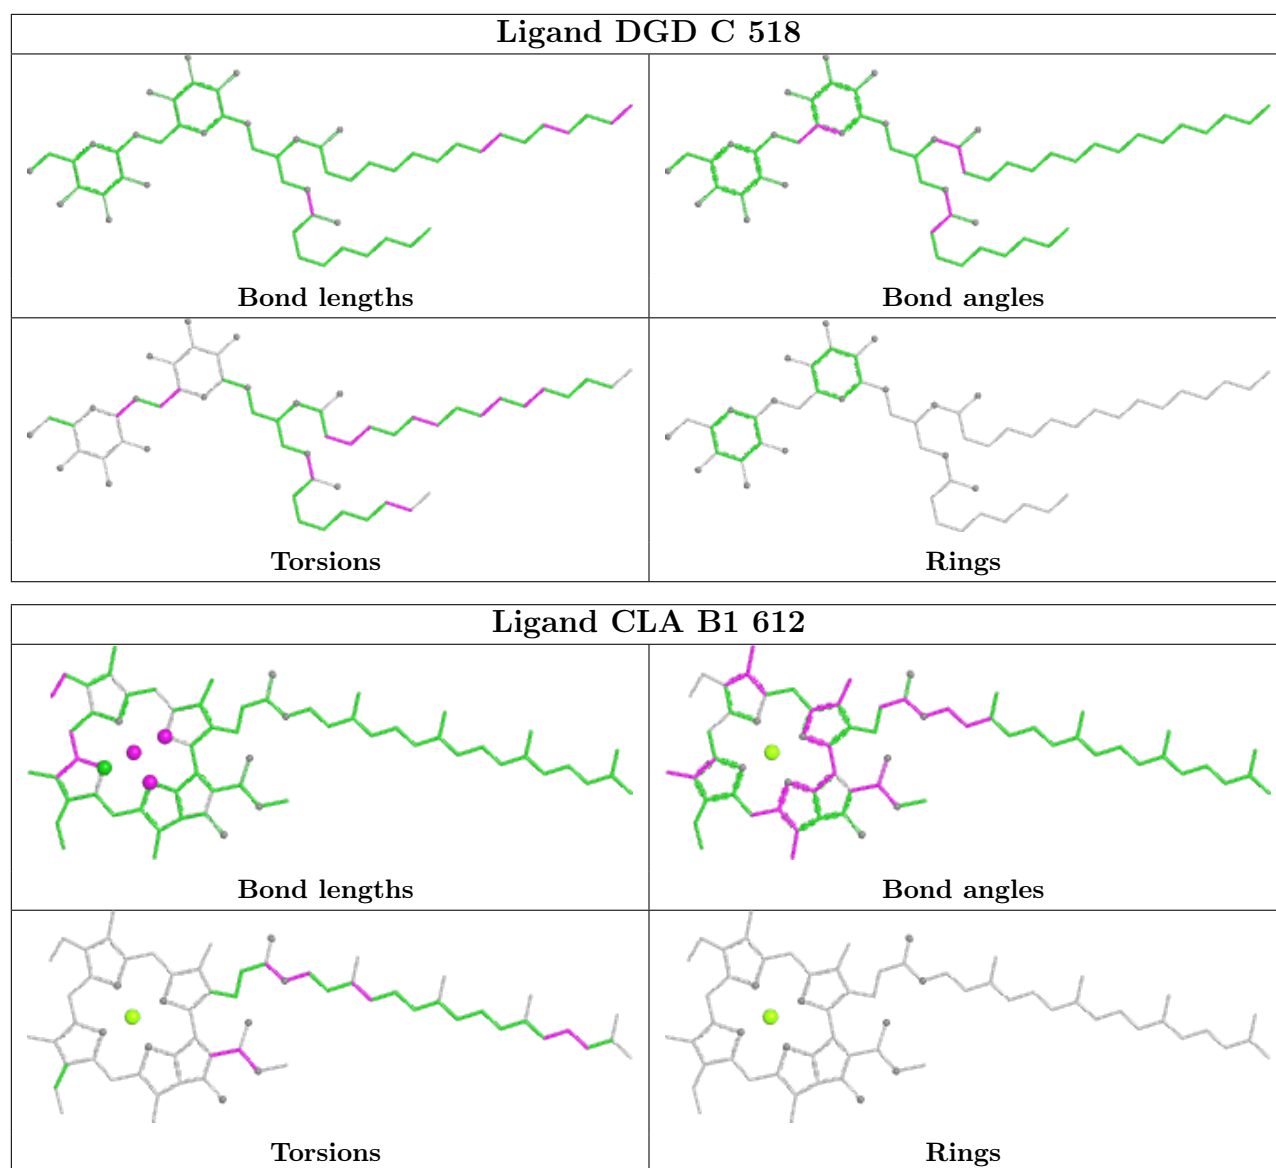 Ligand DGD C 518
Bond lengths
Bond angles
Torsions
Rings
Ligand CLA B1 612
Bond lengths
Bond angles
Torsions
Rings